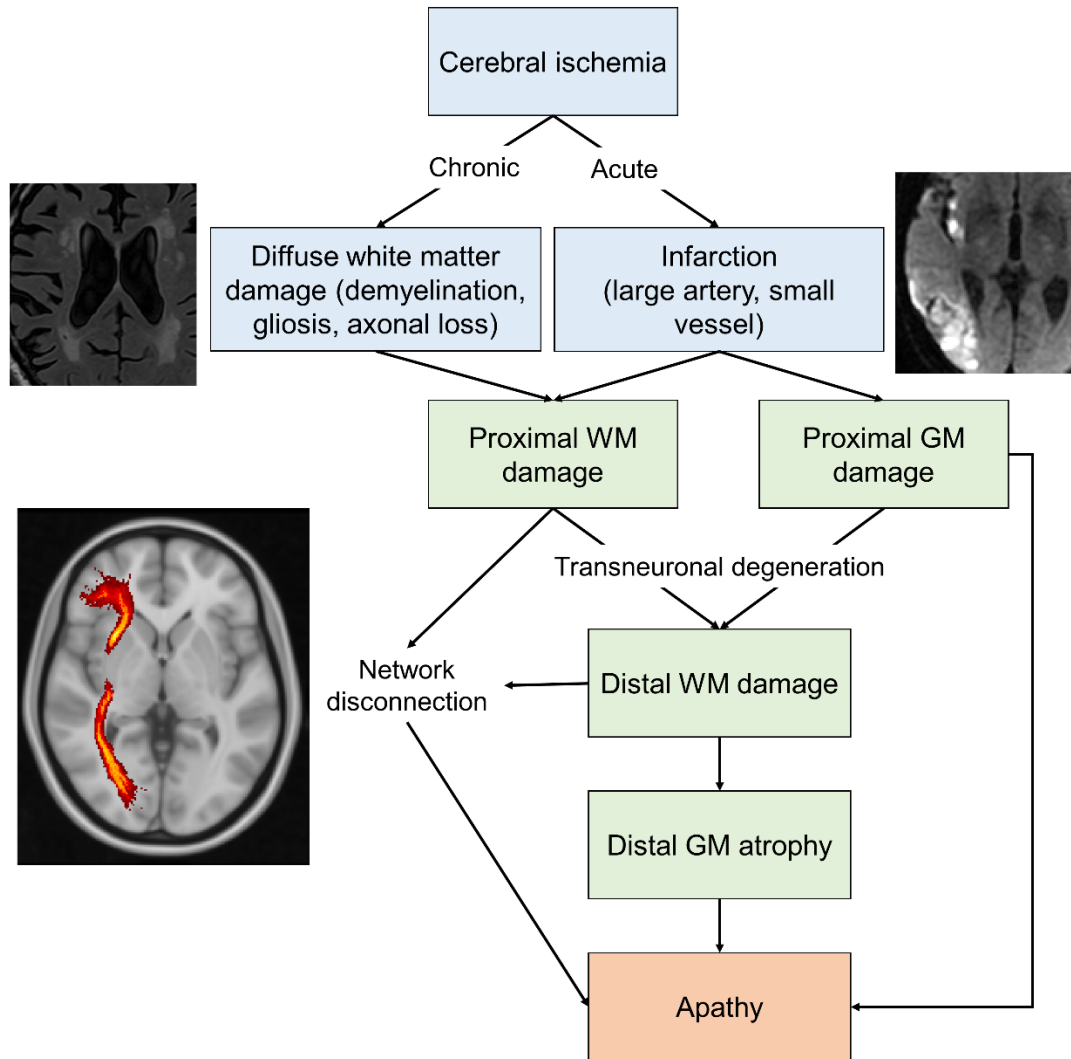 Cerebral ischemia
Chronic
Acute
Diffuse white matter
damage (demyelination,
gliosis, axonal loss)
Infarction
(large artery, small
vessel)
Proximal WM
damage
Proximal GM
damage
Transneuronal degeneration
Network
disconnection
Distal WM damage
Distal GM atrophy
Apathy